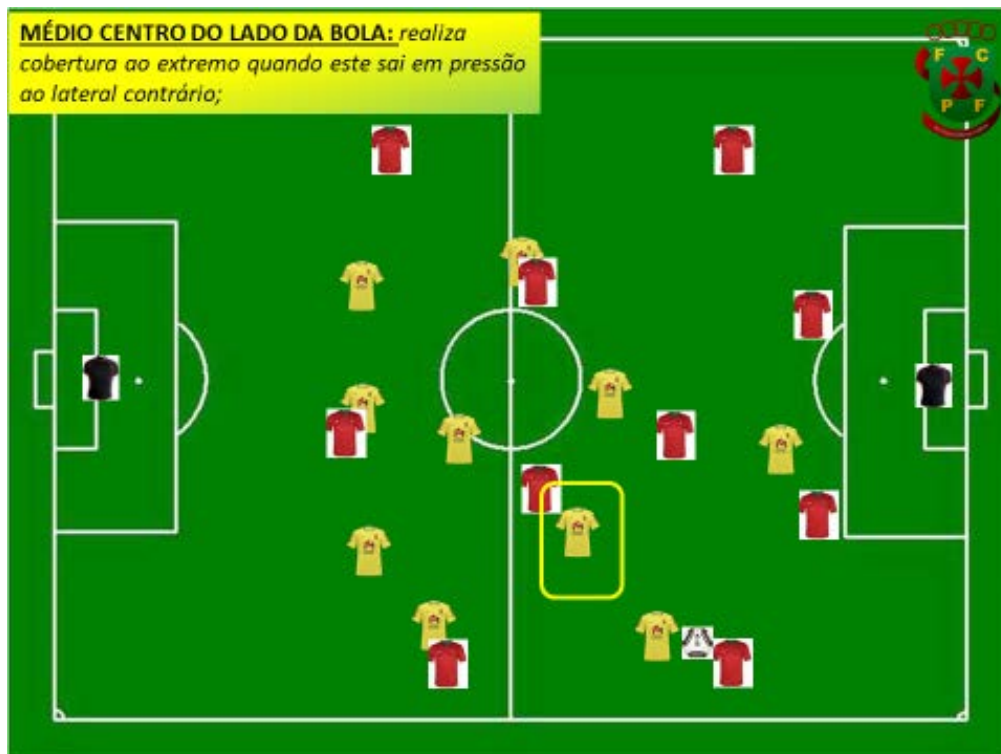 MÉDIO CENTRO DO LADO DA BOLA: realiza
cobertura ao extremo quando este sai em pressão
ao lateral contrário;
F C
P F